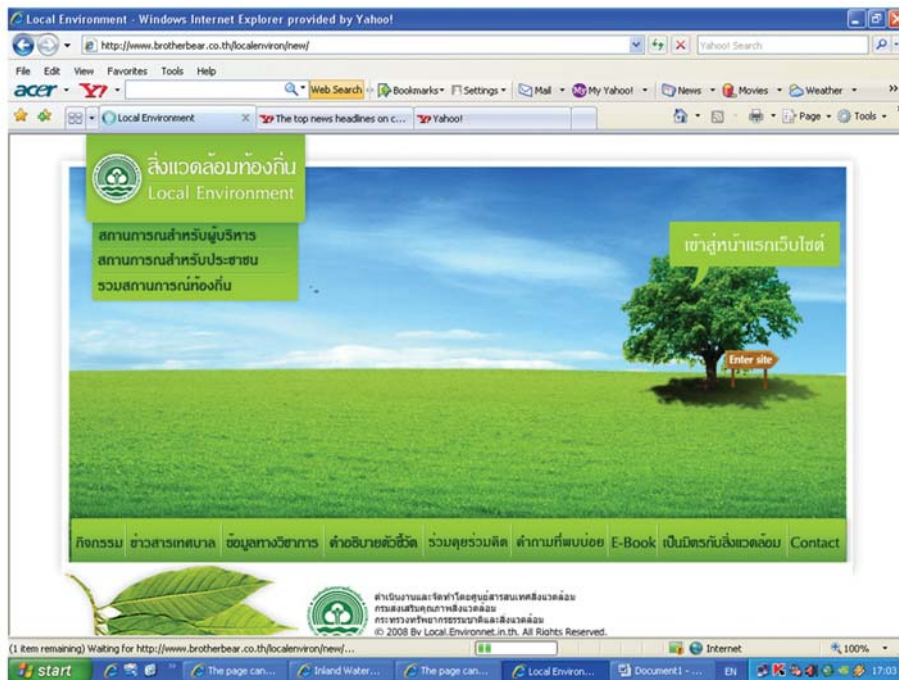 Local Environment - Windows Internet Explorer provided by Yahoo!
http://www.brotherbear.co.th/localenviron/new/
Yahoo! Search
File Edit View Favorites Tools Help
acer Y7 Web Search Bookmarks Settings Mail My Yahoo! News Movies Weather
Local Environment The top news headlines on c... Yahoo! Page Tools
สิ่งแวดล้อมท้องถิ่น
Local Environment
สถานการณสำหรับผู้บริหาร
สถานการณสำหรับประชาชน
รวมสถานการณ์ท้องถิ่น
เข้าสู่หน้าแรกเว็บไซต์
Enter site
กิจกรรม ข่าวสารเทศบาล ข้อมูลทางวิชาการ คำอธิบายตัวชี้วัด ร่วมคุยร่วมคิด คำถามที่พบบ่อย E-Book เป็นมิตรกับสิ่งแวดล้อม Contact
ดำเนินงานและจัดทำโดยศูนย์สารสนเทศสิ่งแวดล้อม
กรมส่งเสริมคุณภาพสิ่งแวดล้อม
กระทรวงทรัพยากรธรรมชาติและสิ่งแวดล้อม
© 2008 By Local.Environnet.in.th. All Rights Reserved.
(1 item remaining) Waiting for http://www.brotherbear.co.th/localenviron/new/... Internet 100%
start The page can... Inland Water... The page can... Local Environ... Document1 - ... EN 17:03